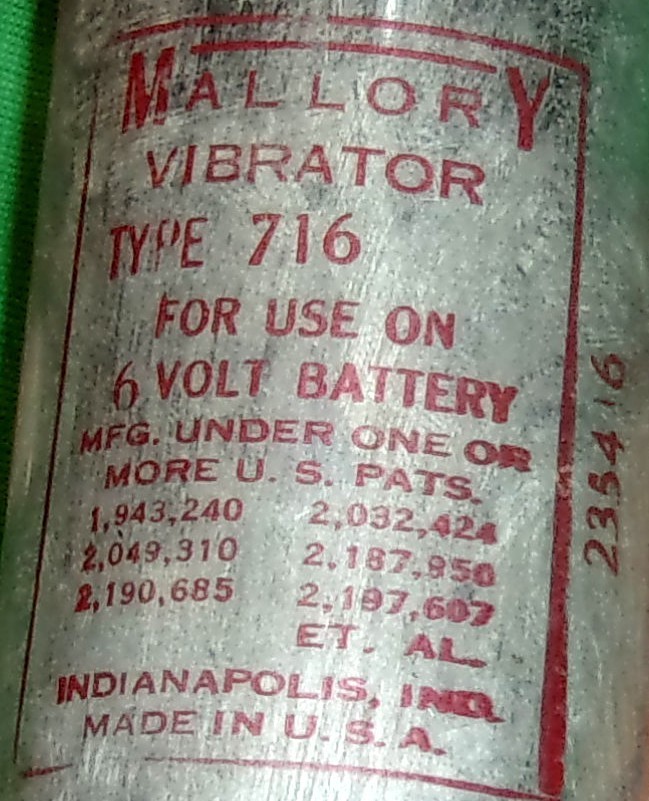 MALLORY
VIBRATOR
TYPE 716
FOR USE ON
6 VOLT BATTERY
MFG. UNDER ONE OR
MORE U. S. PATS.
1,943,240 2,032,424
2,049,310 2,187,950
2,190,685 2,197,607
ET. AL.
INDIANAPOLIS, IND.
MADE IN U. S. A.
2354 16